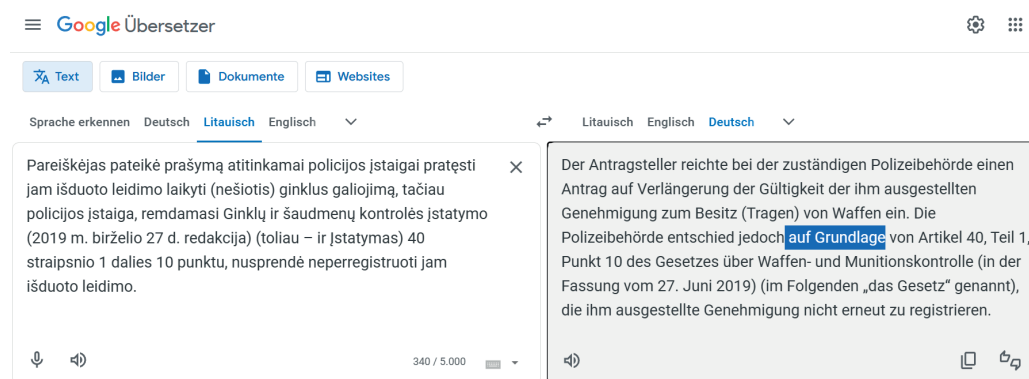 Google Übersetzer
Text Bilder Dokumente Websites
Sprache erkennen Deutsch Litauisch Englisch
Litauisch Englisch Deutsch
Pareiškėjas pateikė prašymą atitinkamai policijos įstaigai pratęsti
jam išduoto leidimo laikyti (nešiotis) ginklus galiojimą, tačiau
policijos įstaiga, remdamasi Ginklų ir šaudmenų kontrolės įstatymo
(2019 m. birželio 27 d. redakcija) (toliau – ir Įstatymas) 40
straipsnio 1 dalies 10 punktu, nusprendė neperregistruoti jam
išduoto leidimo.
340 / 5.000
Der Antragsteller reichte bei der zuständigen Polizeibehörde einen
Antrag auf Verlängerung der Gültigkeit der ihm ausgestellten
Genehmigung zum Besitz (Tragen) von Waffen ein. Die
Polizeibehörde entschied jedoch auf Grundlage von Artikel 40, Teil 1,
Punkt 10 des Gesetzes über Waffen- und Munitionskontrolle (in der
Fassung vom 27. Juni 2019) (im Folgenden „das Gesetz“ genannt),
die ihm ausgestellte Genehmigung nicht erneut zu registrieren.